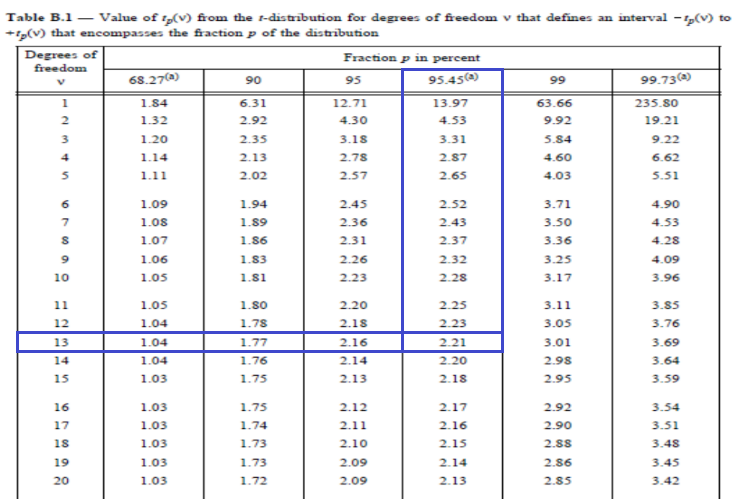 Table B.1 — Value of tp(ν) from the t-distribution for degrees of freedom ν that defines an interval −tp(ν) to
+tp(ν) that encompasses the fraction p of the distribution
Degrees of freedom ν Fraction p in percent
68.27(a) 90 95 95.45(a) 99 99.73(a)
1 1.84 6.31 12.71 13.97 63.66 235.80
2 1.32 2.92 4.30 4.53 9.92 19.21
3 1.20 2.35 3.18 3.31 5.84 9.22
4 1.14 2.13 2.78 2.87 4.60 6.62
5 1.11 2.02 2.57 2.65 4.03 5.51
6 1.09 1.94 2.45 2.52 3.71 4.90
7 1.08 1.89 2.36 2.43 3.50 4.53
8 1.07 1.86 2.31 2.37 3.36 4.28
9 1.06 1.83 2.26 2.32 3.25 4.09
10 1.05 1.81 2.23 2.28 3.17 3.96
11 1.05 1.80 2.20 2.25 3.11 3.85
12 1.04 1.78 2.18 2.23 3.05 3.76
13 1.04 1.77 2.16 2.21 3.01 3.69
14 1.04 1.76 2.14 2.20 2.98 3.64
15 1.03 1.75 2.13 2.18 2.95 3.59
16 1.03 1.75 2.12 2.17 2.92 3.54
17 1.03 1.74 2.11 2.16 2.90 3.51
18 1.03 1.73 2.10 2.15 2.88 3.48
19 1.03 1.73 2.09 2.14 2.86 3.45
20 1.03 1.72 2.09 2.13 2.85 3.42